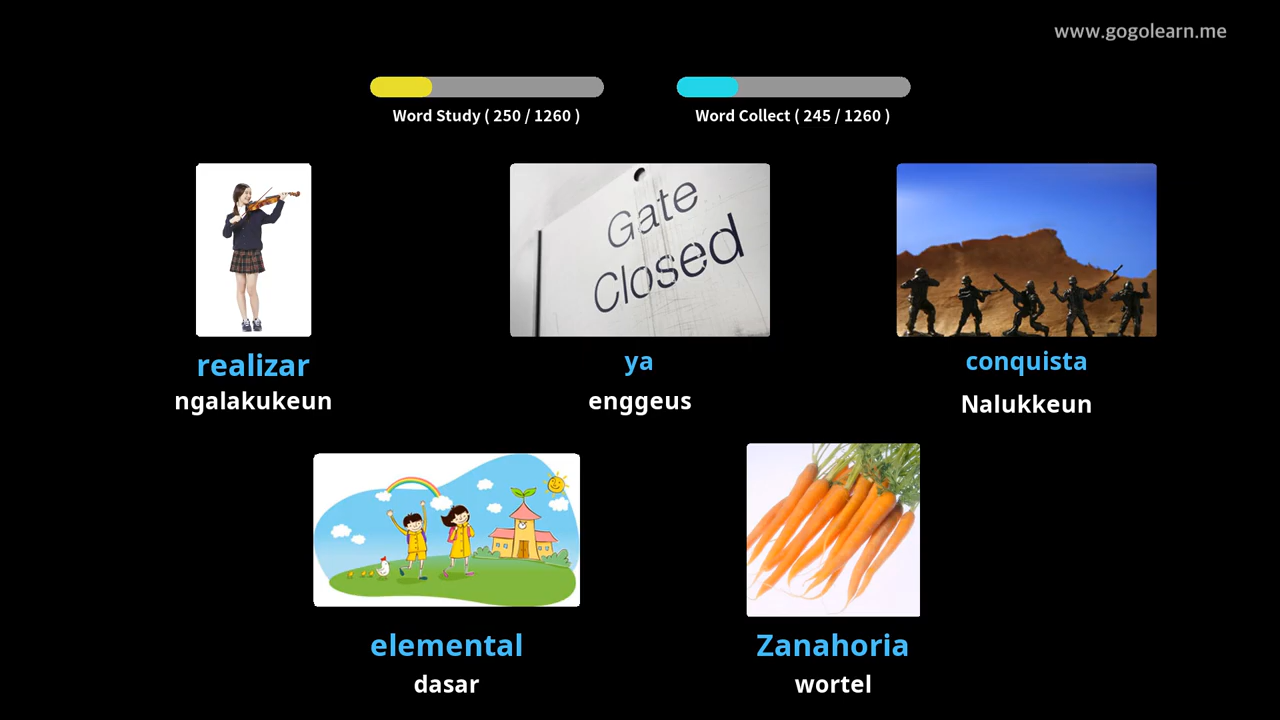 www.gogolearn.me
Word Study ( 250 / 1260 )
Word Collect ( 245 / 1260 )
Gate
Closed
realizar
ngalakukeun
ya
enggeus
conquista
Nalukkeun
elemental
dasar
Zanahoria
wortel